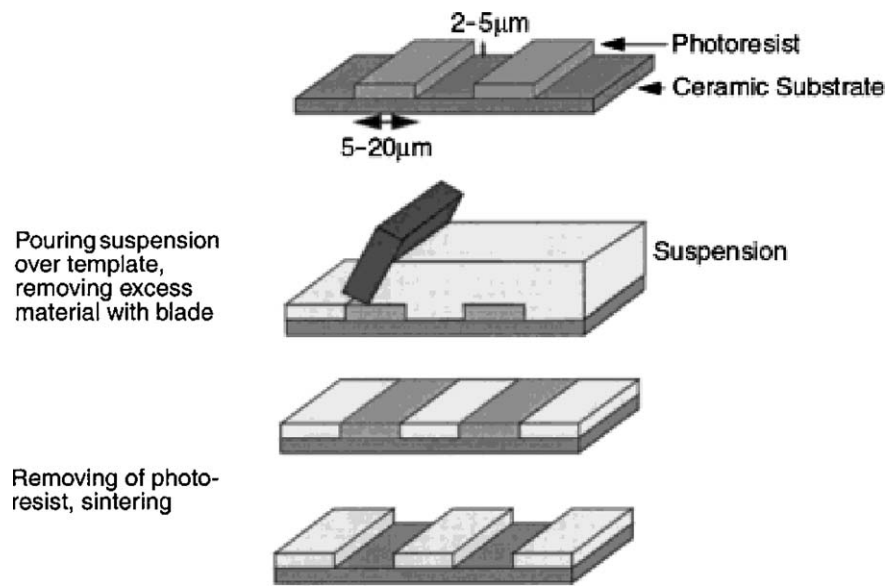 2-5μm
Photoresist
Ceramic Substrate
5-20μm
Pouring suspension
over template,
removing excess
material with blade
Suspension
Removing of photo-
resist, sintering